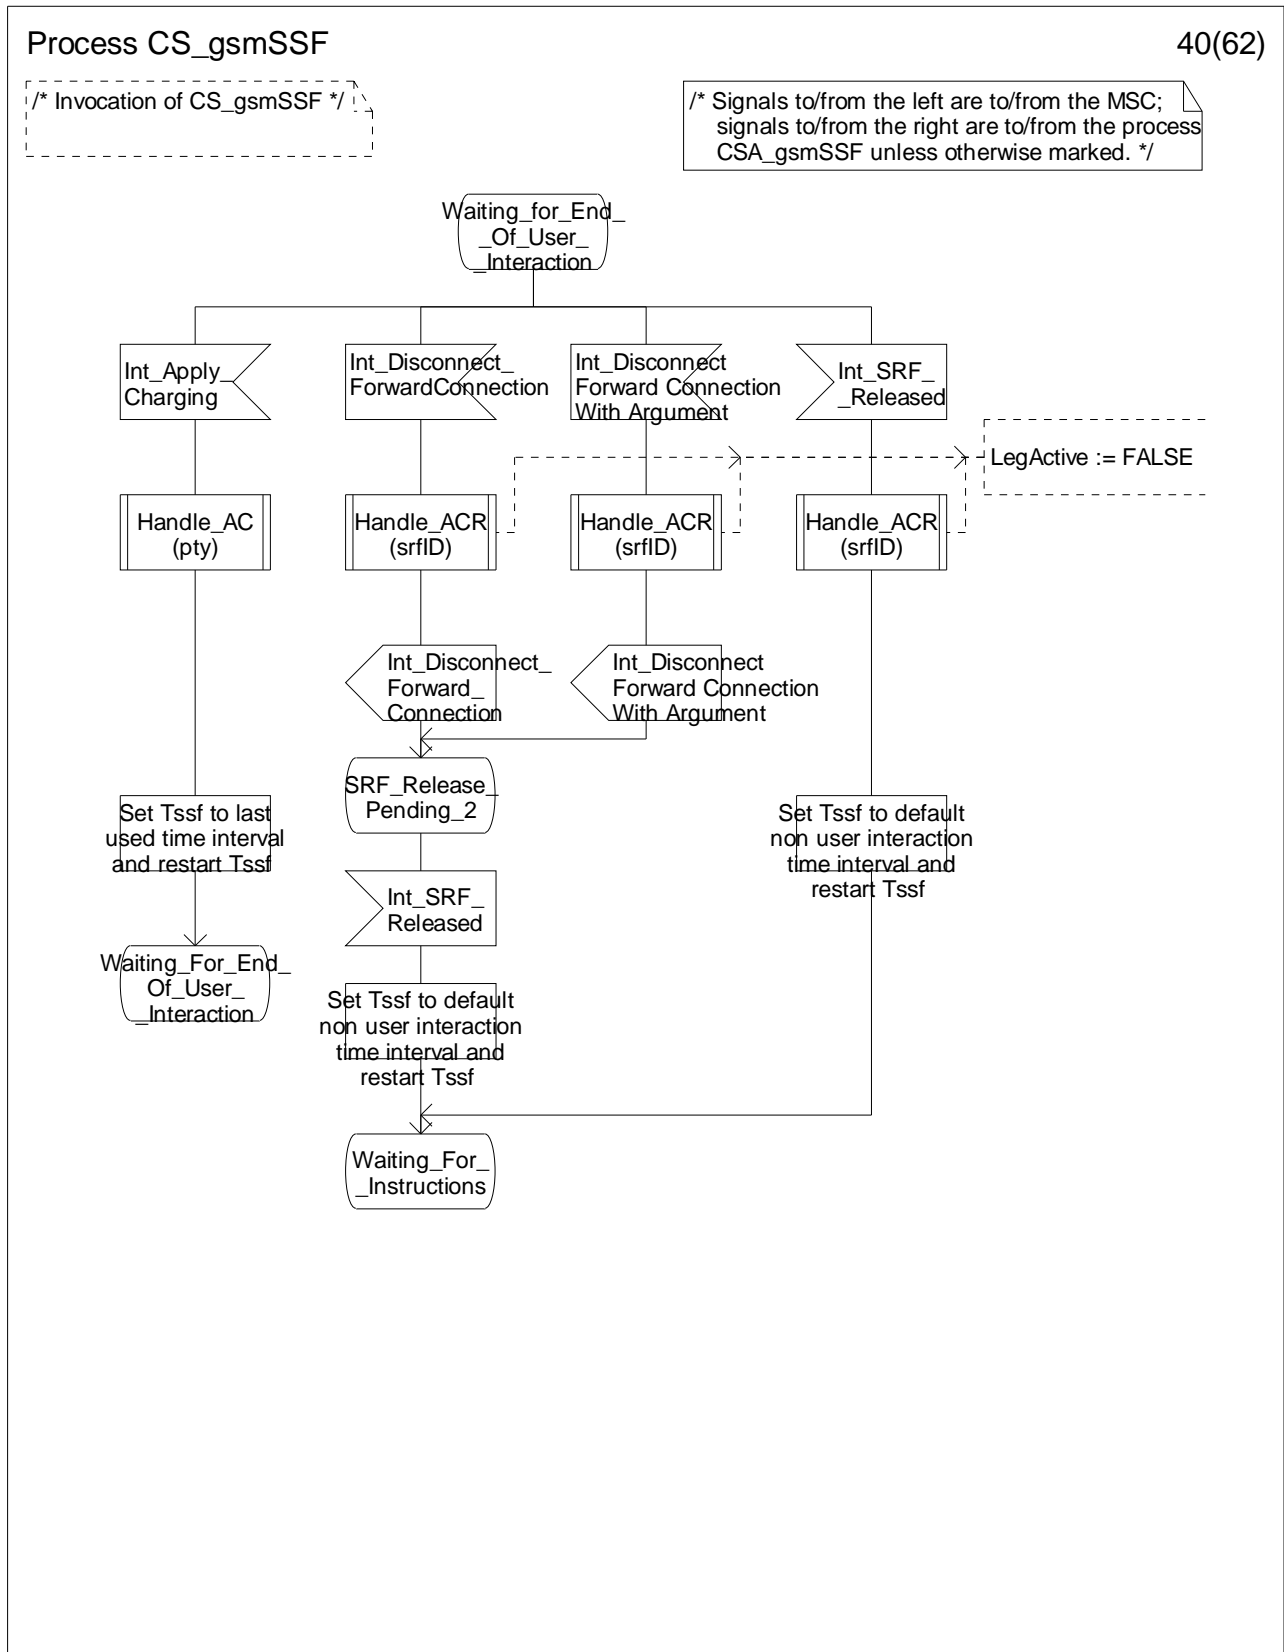 Process CS_gsmSSF
40(62)
/* Invocation of CS_gsmSSF */
/* Signals to/from the left are to/from the MSC;
signals to/from the right are to/from the process
CSA_gsmSSF unless otherwise marked. */
Waiting_for_End_
_Of_User_
_Interaction
Int_Apply_
Charging
Int_Disconnect_
ForwardConnection
Int_Disconnect
Forward Connection
With Argument
Int_SRF_
_Released
LegActive := FALSE
Handle_AC
(pty)
Handle_ACR
(srfID)
Handle_ACR
(srfID)
Handle_ACR
(srfID)
Int_Disconnect_
Forward_
Connection
Int_Disconnect
Forward Connection
With Argument
SRF_Release_
Pending_2
Set Tssf to last
used time interval
and restart Tssf
Set Tssf to default
non user interaction
time interval and
restart Tssf
Int_SRF_
Released
Waiting_For_End_
Of_User_
_Interaction
Set Tssf to default
non user interaction
time interval and
restart Tssf
Waiting_For_
_Instructions